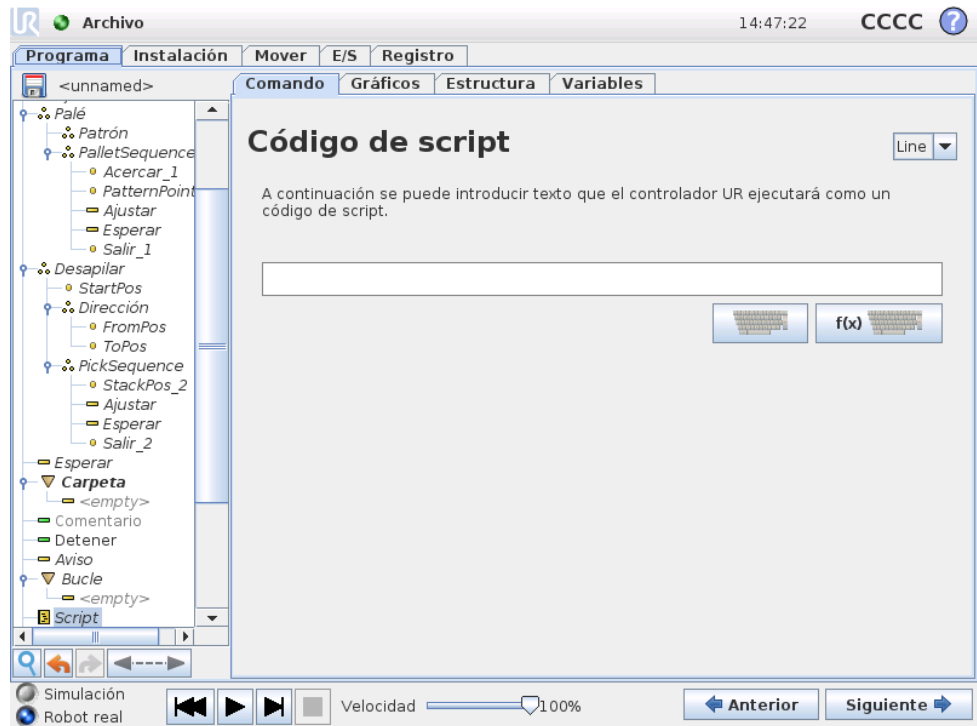 UR Archivo 14:47:22 CCCC ?
Programa Instalación Mover E/S Registro
<unnamed>
Comando Gráficos Estructura Variables
Palé
Patrón
PalletSequence
Acercar_1
PatternPoint
Ajustar
Esperar
Salir_1
Desapilar
StartPos
Dirección
FromPos
ToPos
PickSequence
StackPos_2
Ajustar
Esperar
Salir_2
Esperar
Carpeta
<empty>
Comentario
Detener
Aviso
Bucle
<empty>
Script
Código de script
Line
A continuación se puede introducir texto que el controlador UR ejecutará como un
código de script.
f(x)
Simulación
Robot real
Velocidad 100%
Anterior Siguiente